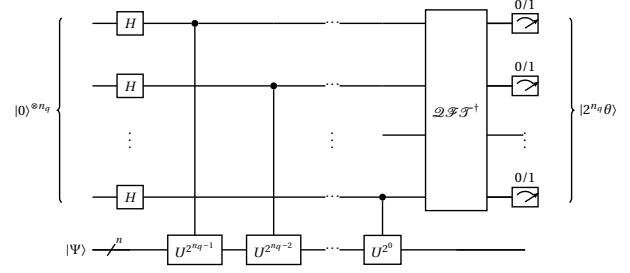 0/1
H
0/1
H
|0⟩^{⊗n_q} ⋮ ⋮ 𝒬ℱ𝒯^† ⋮ |2^{n_q}θ⟩
0/1
H
|Ψ⟩ n U^{2^{n_q-1}} U^{2^{n_q-2}} ⋯ U^{2^0}